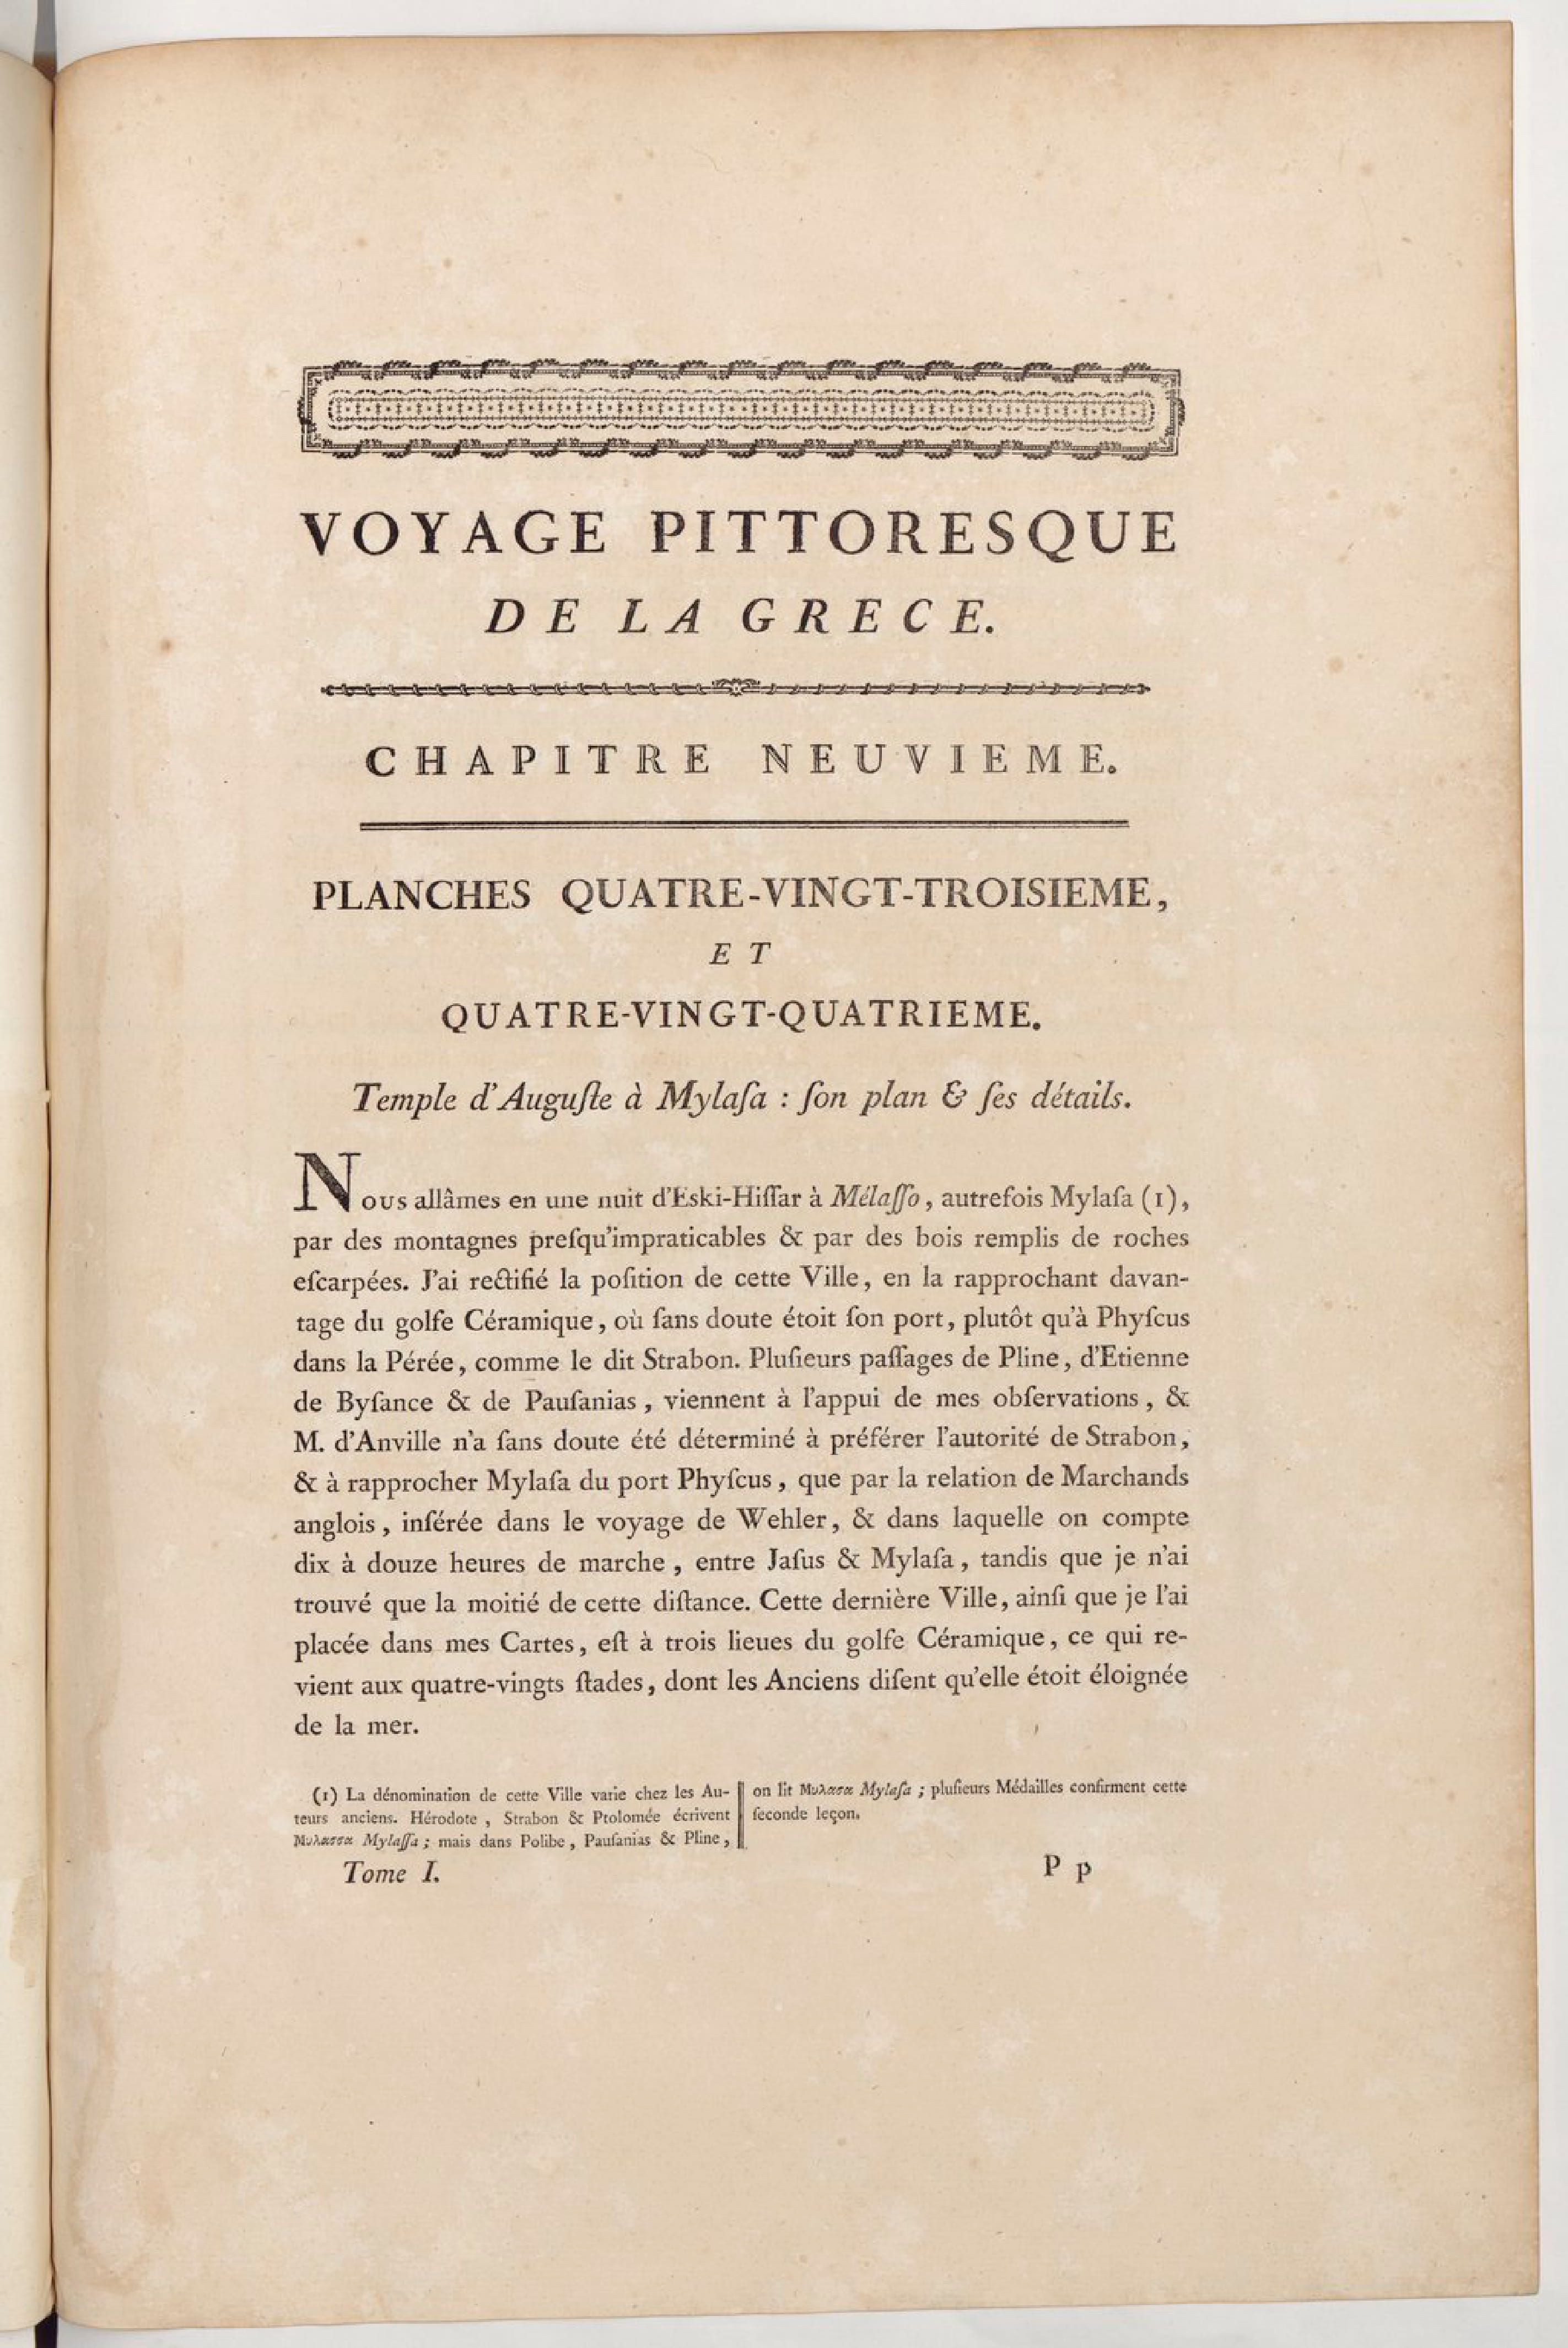 VOYAGE PITTORESQUE
DE LA GRECE.
CHAPITRE NEUVIEME.
PLANCHES QUATRE-VINGT-TROISIEME,
ET
QUATRE-VINGT-QUATRIEME.
Temple d'Auguſte à Mylaſa : ſon plan & ſes détails.
Nous allâmes en une nuit d'Eski-Hiſſar à Mélaſſo, autrefois Mylaſa (1),
par des montagnes preſqu'impraticables & par des bois remplis de roches
eſcarpées. J'ai rectifié la poſition de cette Ville, en la rapprochant davan-
tage du golfe Céramique, où ſans doute étoit ſon port, plutôt qu'à Phyſcus
dans la Pérée, comme le dit Strabon. Pluſieurs paſſages de Pline, d'Etienne
de Byſance & de Pauſanias, viennent à l'appui de mes obſervations, &
M. d'Anville n'a ſans doute été déterminé à préférer l'autorité de Strabon,
& à rapprocher Mylaſa du port Phyſcus, que par la relation de Marchands
anglois, inſérée dans le voyage de Wehler, & dans laquelle on compte
dix à douze heures de marche, entre Jaſus & Mylaſa, tandis que je n'ai
trouvé que la moitié de cette diſtance. Cette dernière Ville, ainſi que je l'ai
placée dans mes Cartes, eſt à trois lieues du golfe Céramique, ce qui re-
vient aux quatre-vingts ſtades, dont les Anciens diſent qu'elle étoit éloignée
de la mer.
(1) La dénomination de cette Ville varie chez les Au-
teurs anciens. Hérodote, Strabon & Ptolomée écrivent
Μυλασσα Mylaſſa ; mais dans Polibe, Pauſanias & Pline,
on lit Μυλασα Mylaſa ; pluſieurs Médailles confirment cette
ſeconde leçon.
Tome I.
P p